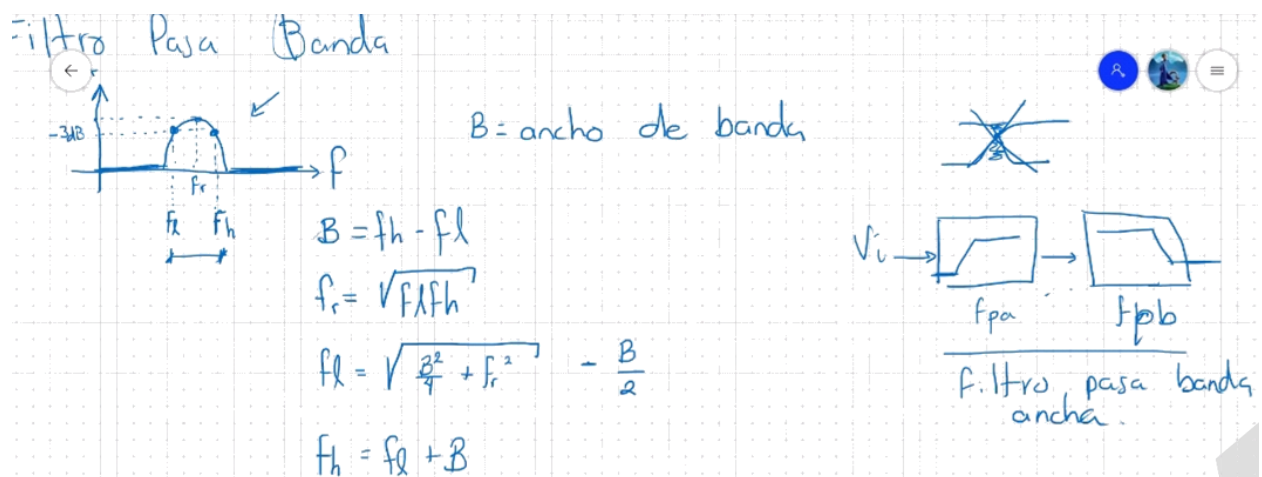 Filtro Pasa Banda
-3dB
f
fr
fl fh
B = ancho de banda
B = fh - fl
fr = √(fl fh)
fl = √(B²/4 + fr²) - B/2
fh = fl + B
Vi
fpa fpb
Filtro pasa banda
ancha.